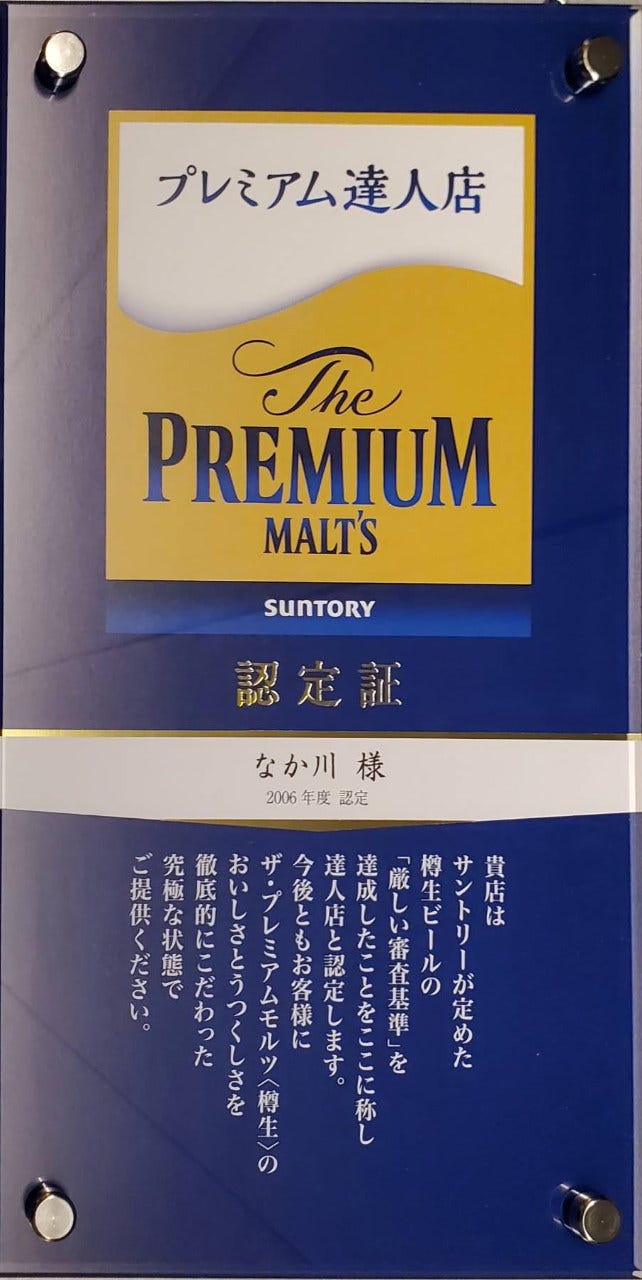 プレミアム達人店
The
PREMIUM
MALT'S
SUNTORY
認定証
なか川 様
2006年度 認定
貴店は
サントリーが定めた
樽生ビールの
「厳しい審査基準」を
達成したことをここに称し
達人店と認定します。
今後ともお客様に
ザ・プレミアムモルツ〈樽生〉の
おいしさとうつくしさを
徹底的にこだわった
究極な状態で
ご提供ください。